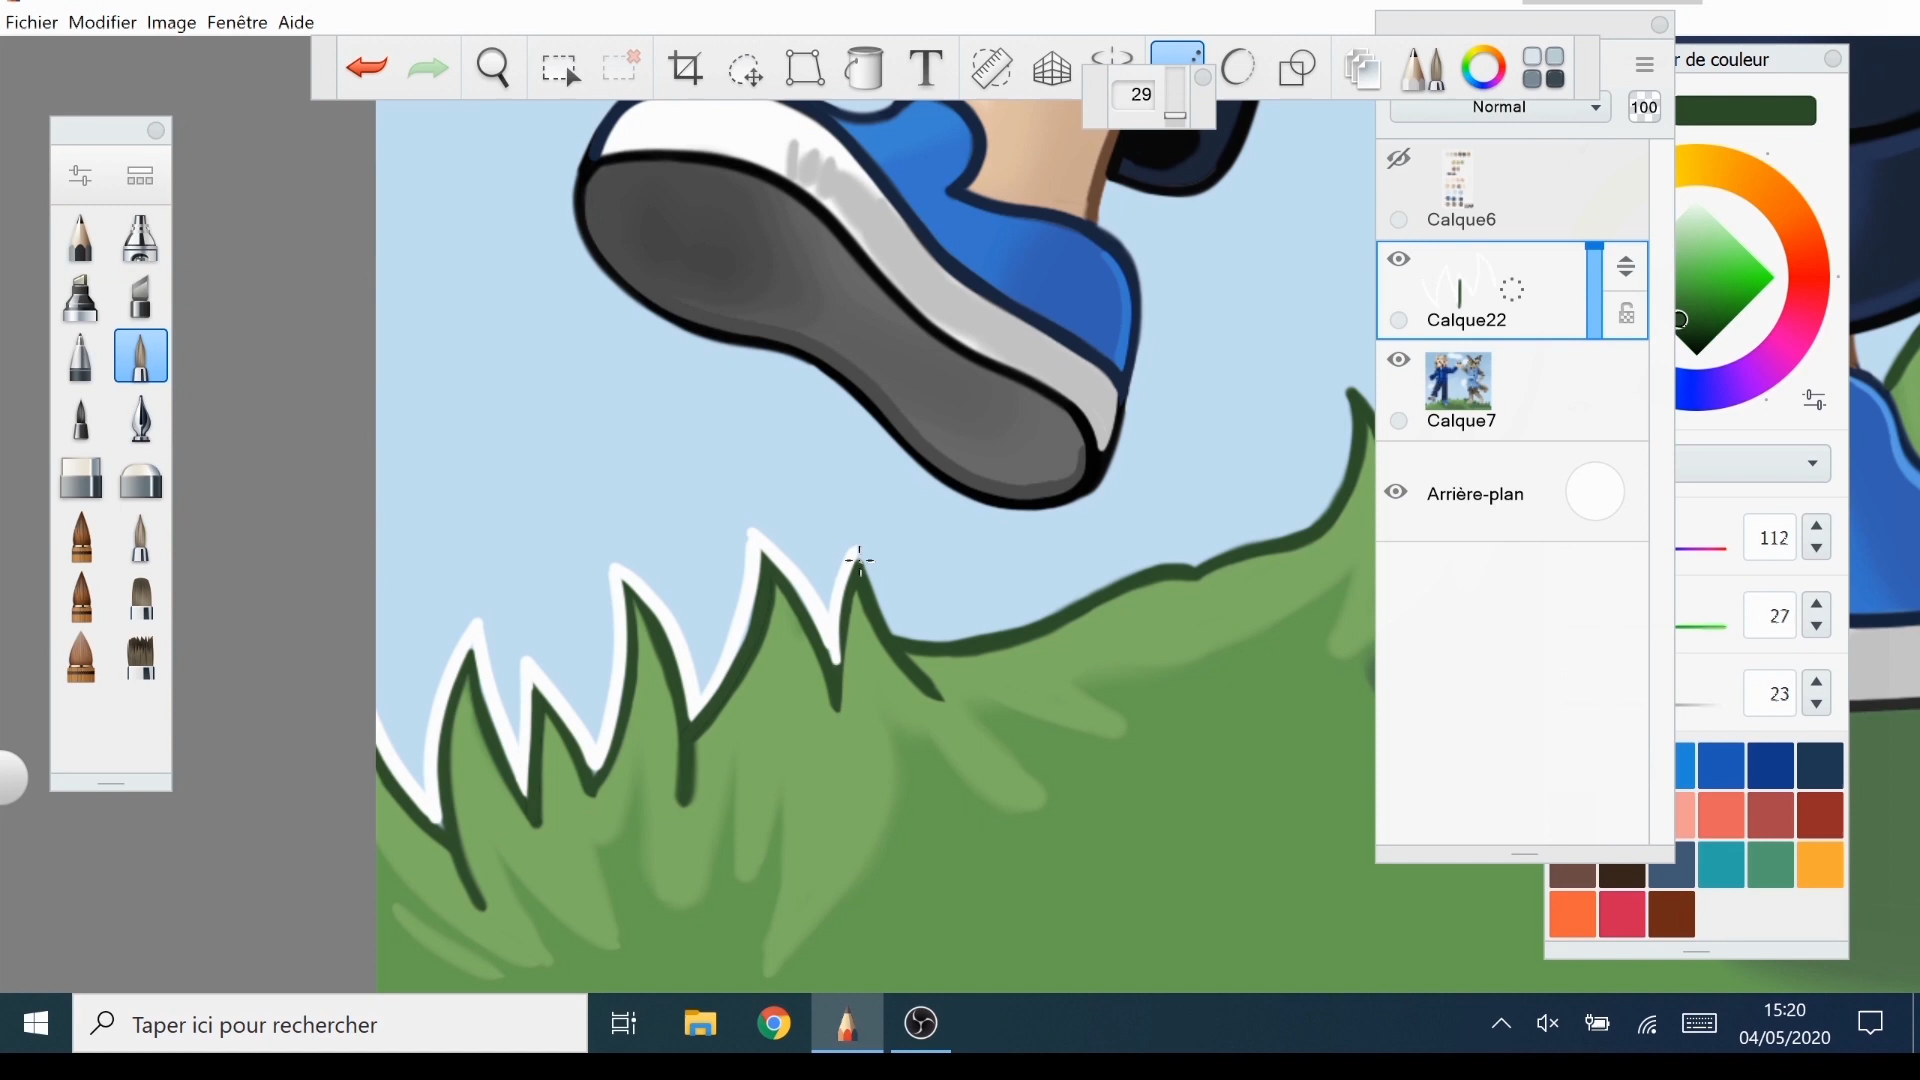 Fichier Modifier Image Fenêtre Aide
29
r de couleur
Normal
100
Calque6
Calque22
Calque7
Arrière-plan
112
27
23
Taper ici pour rechercher
15:20
04/05/2020